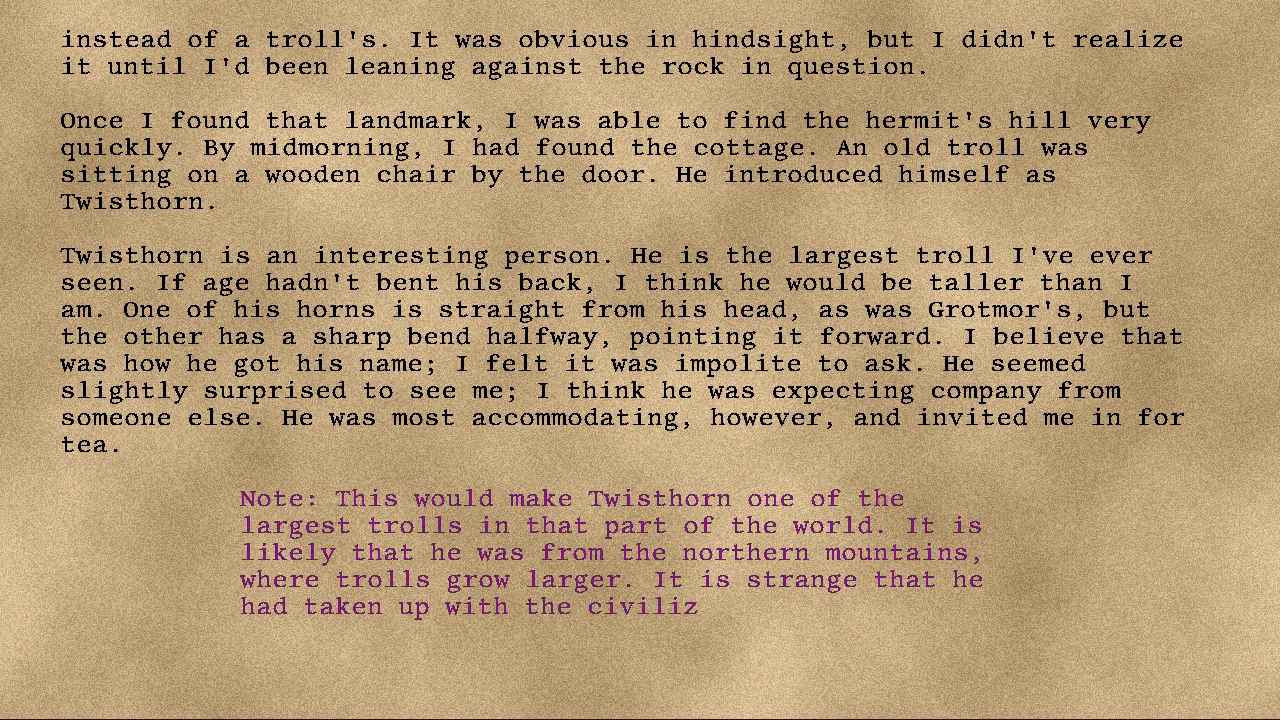 instead of a troll's. It was obvious in hindsight, but I didn't realize
it until I'd been leaning against the rock in question.
Once I found that landmark, I was able to find the hermit's hill very
quickly. By midmorning, I had found the cottage. An old troll was
sitting on a wooden chair by the door. He introduced himself as
Twisthorn.
Twisthorn is an interesting person. He is the largest troll I've ever
seen. If age hadn't bent his back, I think he would be taller than I
am. One of his horns is straight from his head, as was Grotmor's, but
the other has a sharp bend halfway, pointing it forward. I believe that
was how he got his name; I felt it was impolite to ask. He seemed
slightly surprised to see me; I think he was expecting company from
someone else. He was most accommodating, however, and invited me in for
tea.
Note: This would make Twisthorn one of the
largest trolls in that part of the world. It is
likely that he was from the northern mountains,
where trolls grow larger. It is strange that he
had taken up with the civiliz